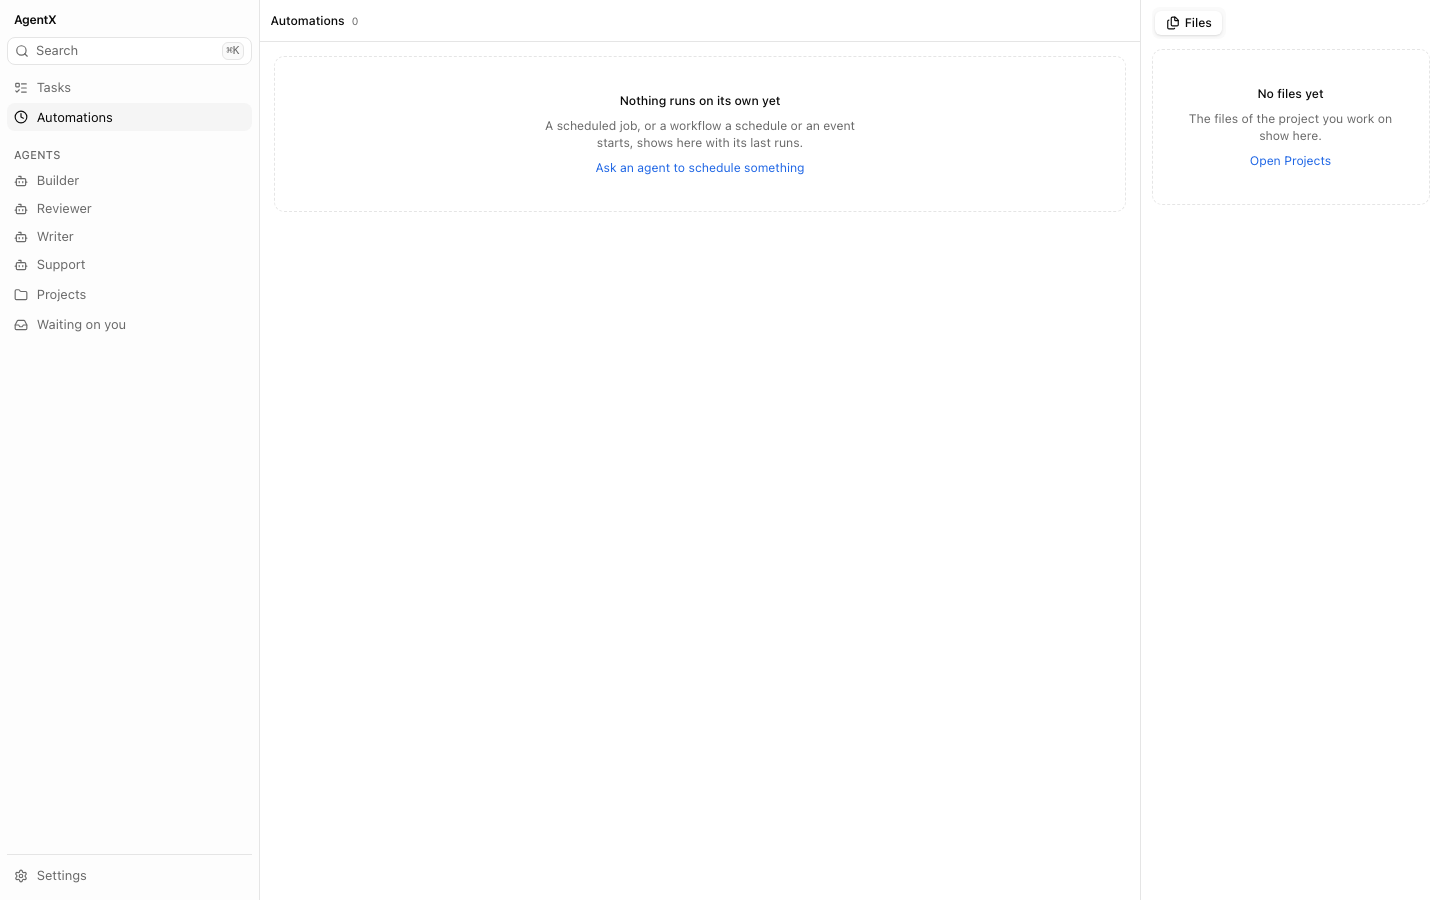 AgentX
Search
⌘K
Tasks
Automations
AGENTS
Builder
Reviewer
Writer
Support
Projects
Waiting on you
Settings
Automations 0
Nothing runs on its own yet
A scheduled job, or a workflow a schedule or an event
starts, shows here with its last runs.
Ask an agent to schedule something
Files
No files yet
The files of the project you work on
show here.
Open Projects